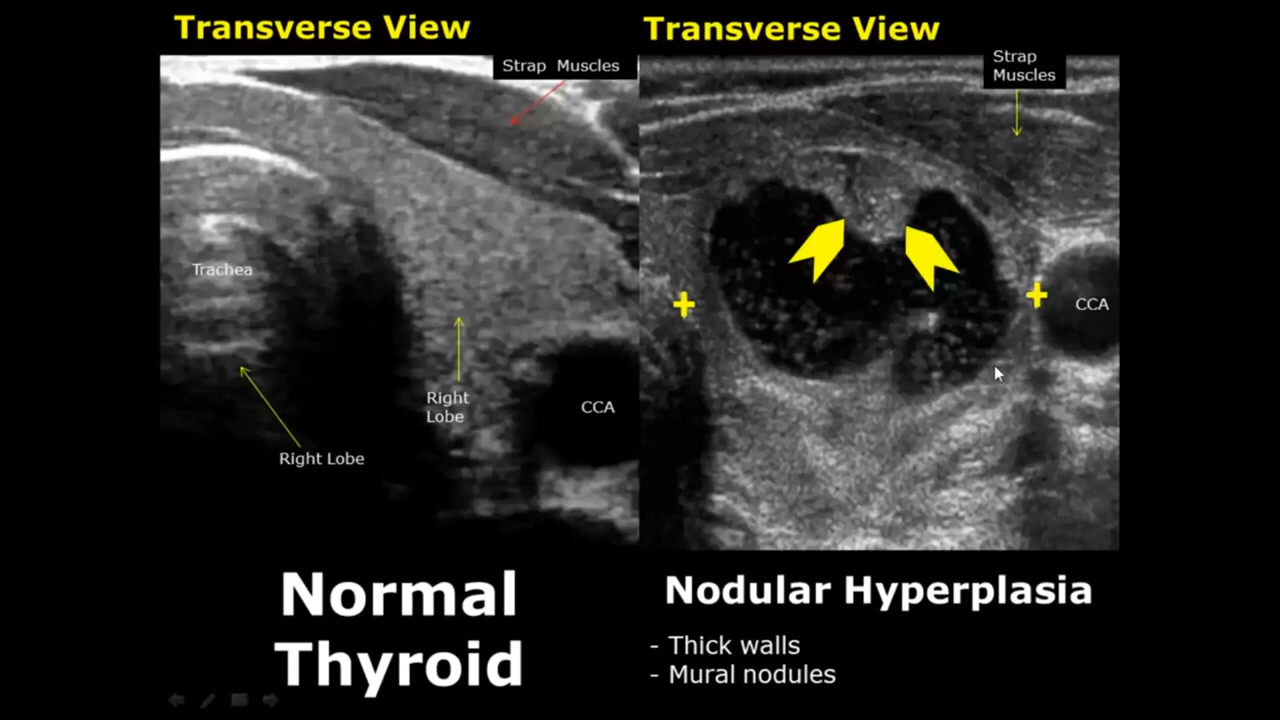 Transverse View
Strap Muscles
Trachea
Right
Lobe
CCA
Right Lobe
Normal
Thyroid
Transverse View
Strap
Muscles
CCA
Nodular Hyperplasia
- Thick walls
- Mural nodules